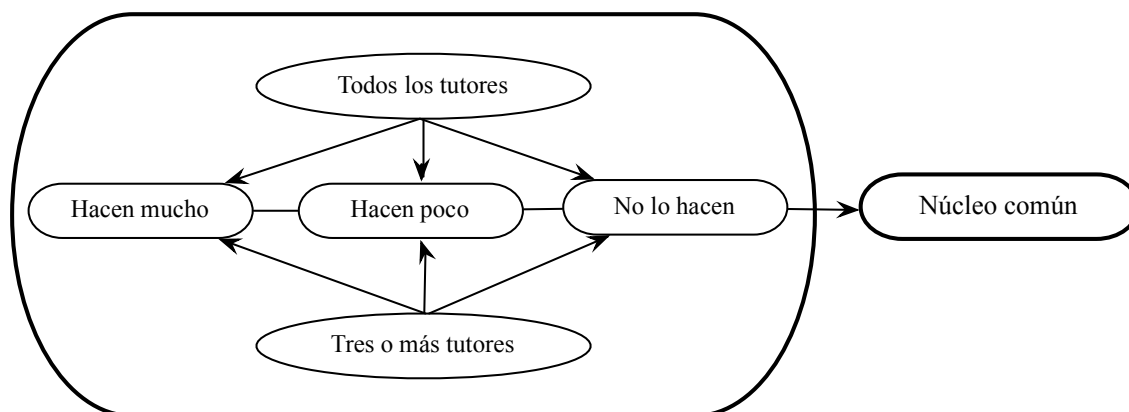 Todos los tutores
Hacen mucho
Hacen poco
No lo hacen
Núcleo común
Tres o más tutores